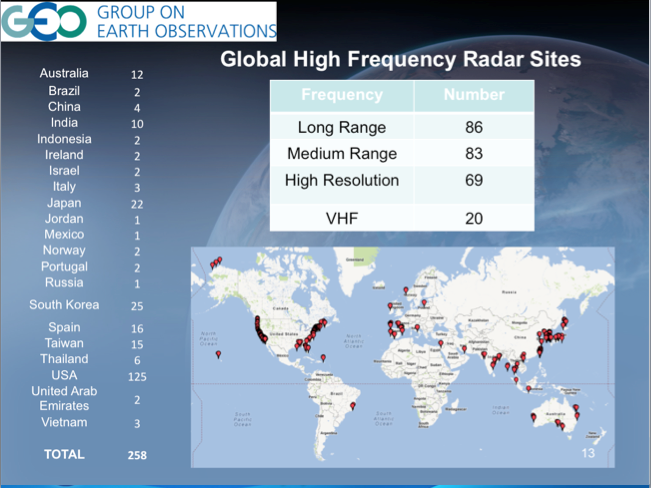 GEO GROUP ON
EARTH OBSERVATIONS
Global High Frequency Radar Sites
Australia 12
Brazil 2
China 4
India 10
Indonesia 2
Ireland 2
Israel 2
Italy 3
Japan 22
Jordan 1
Mexico 1
Norway 2
Portugal 2
Russia 1
South Korea 25
Spain 16
Taiwan 15
Thailand 6
USA 125
United Arab
Emirates 2
Vietnam 3
TOTAL 258
Frequency Number
Long Range 86
Medium Range 83
High Resolution 69
VHF 20
Greenland
Russia
Canada
North
Pacific
Ocean
United States
North
Atlantic
Ocean
China
Mexico
Algeria
Libya
Brazil
South
Pacific
Ocean
South
Atlantic
Ocean
Indian
Ocean
Australia
Argentina
13